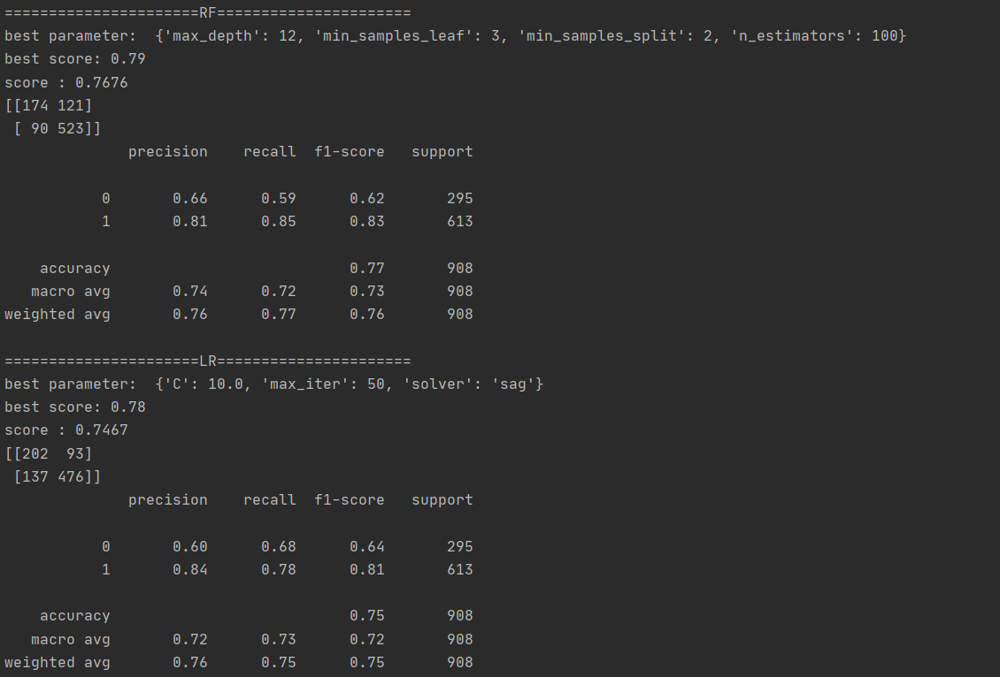 ======================RF======================
best parameter:  {'max_depth': 12, 'min_samples_leaf': 3, 'min_samples_split': 2, 'n_estimators': 100}
best score: 0.79
score : 0.7676
[[174 121]
 [ 90 523]]
              precision    recall  f1-score   support

           0       0.66      0.59      0.62       295
           1       0.81      0.85      0.83       613

    accuracy                           0.77       908
   macro avg       0.74      0.72      0.73       908
weighted avg       0.76      0.77      0.76       908

======================LR======================
best parameter:  {'C': 10.0, 'max_iter': 50, 'solver': 'sag'}
best score: 0.78
score : 0.7467
[[202  93]
 [137 476]]
              precision    recall  f1-score   support

           0       0.60      0.68      0.64       295
           1       0.84      0.78      0.81       613

    accuracy                           0.75       908
   macro avg       0.72      0.73      0.72       908
weighted avg       0.76      0.75      0.75       908